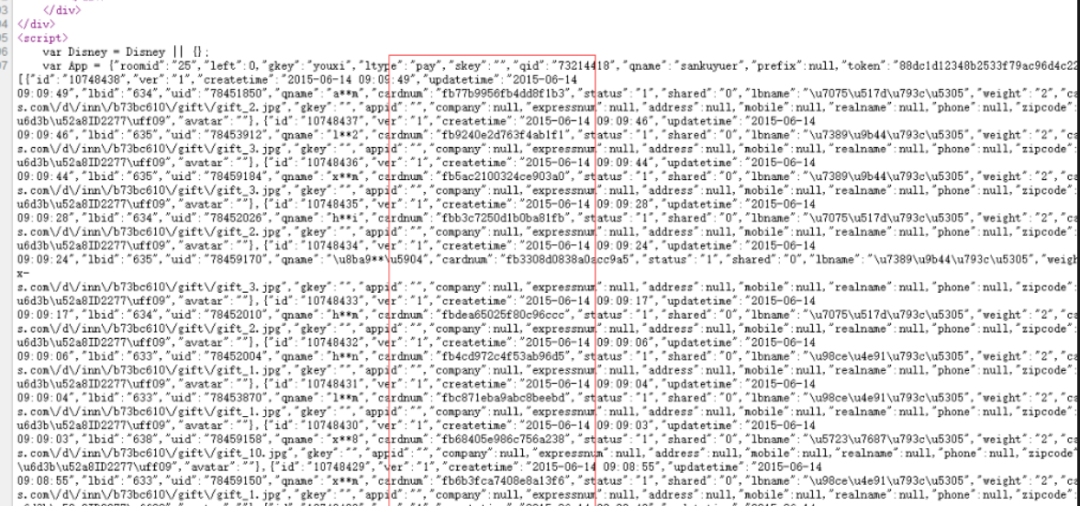 03 </div>
04 </div>
05 <script>
06 var Disney = Disney || {};
07 var App = {"roomid":"25","left":0,"gkey":"youxi","ltype":"pay","skey":"","qid":"73214418","qname":"sankuyuer","prefix":null,"token":"88dc1d12348b2533f79ac96d4c22
[{"id":"10748438","ver":"1","createtime":"2015-06-14 09:09:49","updatetime":"2015-06-14
09:09:49","lbid":"634","uid":"78451850","qname":"a**m","cardnum":"fb77b9956fb4dd8f1b3","status":"1","shared":"0","lbname":"\u7075\u517d\u793c\u5305","weight":"2","ca
s.com\/d\/inn\/b73bc610\/gift\/gift_2.jpg","gkey":"","appid":"","company":null,"expressnum":null,"address":null,"mobile":null,"realname":null,"phone":null,"zipcode":
u6d3b\u52a8ID2277\uff09","avatar":""},{"id":"10748437","ver":"1","createtime":"2015-06-14 09:09:46","updatetime":"2015-06-14
09:09:46","lbid":"635","uid":"78453912","qname":"l**2","cardnum":"fb9240e2d763f4ab1f1","status":"1","shared":"0","lbname":"\u7389\u9b44\u793c\u5305","weight":"2","ca
s.com\/d\/inn\/b73bc610\/gift\/gift_3.jpg","gkey":"","appid":"","company":null,"expressnum":null,"address":null,"mobile":null,"realname":null,"phone":null,"zipcode":
u6d3b\u52a8ID2277\uff09","avatar":""},{"id":"10748436","ver":"1","createtime":"2015-06-14 09:09:44","updatetime":"2015-06-14
09:09:44","lbid":"635","uid":"78459184","qname":"x**m","cardnum":"fb5ac2100324ce903a0","status":"1","shared":"0","lbname":"\u7389\u9b44\u793c\u5305","weight":"2","ca
s.com\/d\/inn\/b73bc610\/gift\/gift_3.jpg","gkey":"","appid":"","company":null,"expressnum":null,"address":null,"mobile":null,"realname":null,"phone":null,"zipcode":
u6d3b\u52a8ID2277\uff09","avatar":""},{"id":"10748435","ver":"1","createtime":"2015-06-14 09:09:28","updatetime":"2015-06-14
09:09:28","lbid":"634","uid":"78452026","qname":"h**i","cardnum":"fbb3c7250d1b0ba81fb","status":"1","shared":"0","lbname":"\u7075\u517d\u793c\u5305","weight":"2","ca
s.com\/d\/inn\/b73bc610\/gift\/gift_2.jpg","gkey":"","appid":"","company":null,"expressnum":null,"address":null,"mobile":null,"realname":null,"phone":null,"zipcode":
u6d3b\u52a8ID2277\uff09","avatar":""},{"id":"10748434","ver":"1","createtime":"2015-06-14 09:09:24","updatetime":"2015-06-14
09:09:24","lbid":"635","uid":"78459170","qname":"\u8ba9**\u5904","cardnum":"fb3308d0838a0acc9a5","status":"1","shared":"0","lbname":"\u7389\u9b44\u793c\u5305","weigh
x-
s.com\/d\/inn\/b73bc610\/gift\/gift_3.jpg","gkey":"","appid":"","company":null,"expressnum":null,"address":null,"mobile":null,"realname":null,"phone":null,"zipcode":
u6d3b\u52a8ID2277\uff09","avatar":""},{"id":"10748433","ver":"1","createtime":"2015-06-14 09:09:17","updatetime":"2015-06-14
09:09:17","lbid":"634","uid":"78452010","qname":"h**m","cardnum":"fbdea65025f80c96ccc","status":"1","shared":"0","lbname":"\u7075\u517d\u793c\u5305","weight":"2","ca
s.com\/d\/inn\/b73bc610\/gift\/gift_2.jpg","gkey":"","appid":"","company":null,"expressnum":null,"address":null,"mobile":null,"realname":null,"phone":null,"zipcode":
u6d3b\u52a8ID2277\uff09","avatar":""},{"id":"10748432","ver":"1","createtime":"2015-06-14 09:09:06","updatetime":"2015-06-14
09:09:06","lbid":"633","uid":"78452004","qname":"h**n","cardnum":"fb4cd972c4f53ab96d5","status":"1","shared":"0","lbname":"\u98ce\u4e91\u793c\u5305","weight":"2","ca
s.com\/d\/inn\/b73bc610\/gift\/gift_1.jpg","gkey":"","appid":"","company":null,"expressnum":null,"address":null,"mobile":null,"realname":null,"phone":null,"zipcode":
u6d3b\u52a8ID2277\uff09","avatar":""},{"id":"10748431","ver":"1","createtime":"2015-06-14 09:09:04","updatetime":"2015-06-14
09:09:04","lbid":"633","uid":"78453870","qname":"l**m","cardnum":"fbc871eba9abc8beebd","status":"1","shared":"0","lbname":"\u98ce\u4e91\u793c\u5305","weight":"2","ca
s.com\/d\/inn\/b73bc610\/gift\/gift_1.jpg","gkey":"","appid":"","company":null,"expressnum":null,"address":null,"mobile":null,"realname":null,"phone":null,"zipcode":
u6d3b\u52a8ID2277\uff09","avatar":""},{"id":"10748430","ver":"1","createtime":"2015-06-14 09:09:03","updatetime":"2015-06-14
09:09:03","lbid":"638","uid":"78459158","qname":"x**8","cardnum":"fb68405e986c756a238","status":"1","shared":"0","lbname":"\u5723\u7687\u793c\u5305","weight":"2","ca
s.com\/d\/inn\/b73bc610\/gift\/gift_10.jpg","gkey":"","appid":"","company":null,"expressnum":null,"address":null,"mobile":null,"realname":null,"phone":null,"zipcode"
\u6d3b\u52a8ID2277\uff09","avatar":""},{"id":"10748429","ver":"1","createtime":"2015-06-14 09:08:55","updatetime":"2015-06-14
09:08:55","lbid":"633","uid":"78459150","qname":"x**m","cardnum":"fb6b3fca7408e8a13f6","status":"1","shared":"0","lbname":"\u98ce\u4e91\u793c\u5305","weight":"2","ca
s.com\/d\/inn\/b73bc610\/gift\/gift_1.jpg","gkey":"","appid":"","company":null,"expressnum":null,"address":null,"mobile":null,"realname":null,"phone":null,"zipcode":